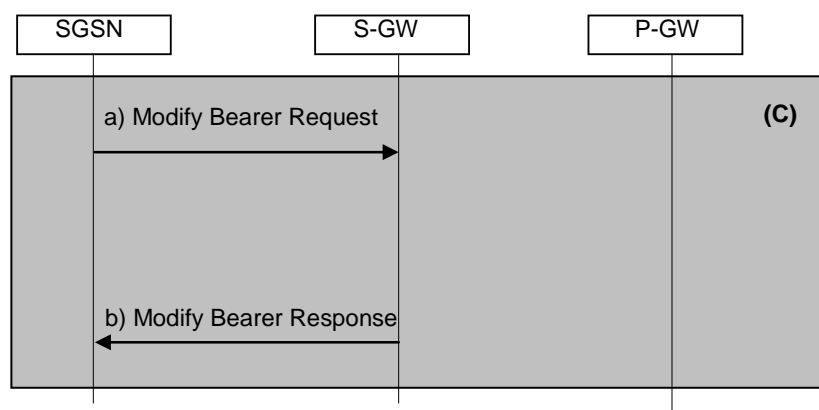 SGSN
S-GW
P-GW
(C)
a) Modify Bearer Request
b) Modify Bearer Response